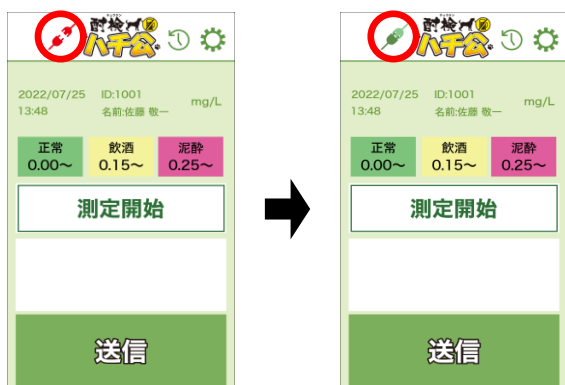 酎検
ハチ公
2022/07/25 ID:1001
13:48 名前:佐藤 敬一 mg/L
正常 飲酒 泥酔
0.00～ 0.15～ 0.25～
測定開始
送信
酎検
ハチ公
2022/07/25 ID:1001
13:48 名前:佐藤 敬一 mg/L
正常 飲酒 泥酔
0.00～ 0.15～ 0.25～
測定開始
送信